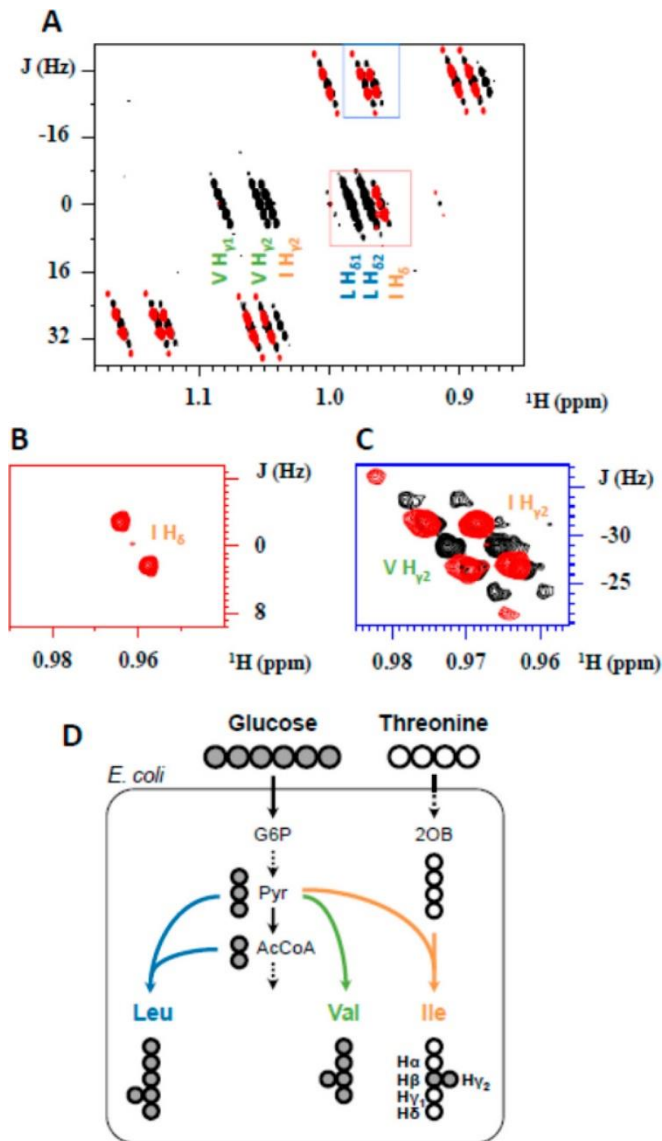 A
J (Hz)
-16
0
16
32
V Hγ1
V Hγ2
I Hγ2
L Hδ1
L Hδ2
I Hδ
1.1
1.0
0.9
¹H (ppm)
B
J (Hz)
I Hδ
0
8
0.98
0.96
¹H (ppm)
C
J (Hz)
I Hγ2
-30
V Hγ2
-25
0.98
0.97
0.96
¹H (ppm)
D
Glucose
Threonine
E. coli
G6P
2OB
Pyr
AcCoA
Leu
Val
Ile
Hα
Hβ
Hγ2
Hγ1
Hδ